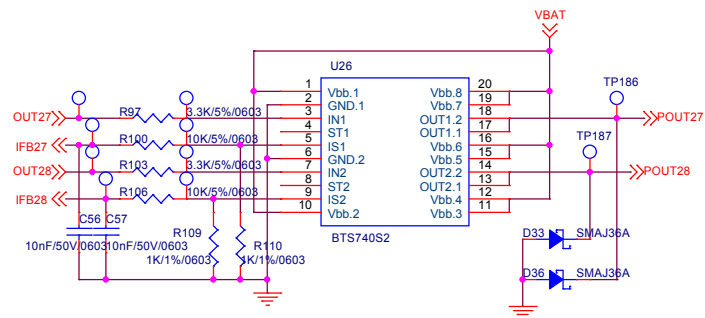 VBAT
U26
1 Vbb.1 Vbb.8 20
2 GND.1 Vbb.7 19
3 IN1 OUT1.2 18
4 ST1 OUT1.1 17
5 IS1 Vbb.6 16
6 GND.2 Vbb.5 15
7 IN2 OUT2.2 14
8 ST2 OUT2.1 13
9 IS2 Vbb.4 12
10 Vbb.2 Vbb.3 11
BTS740S2
OUT27 R97 3.3K/5%/0603
IFB27 R100 10K/5%/0603
OUT28 R103 3.3K/5%/0603
IFB28 R106 10K/5%/0603
TP186
POUT27
TP187
POUT28
C56 C57
10nF/50V/0603 10nF/50V/0603
R109
1K/1%/0603
R110
1K/1%/0603
D33 SMAJ36A
D36 SMAJ36A